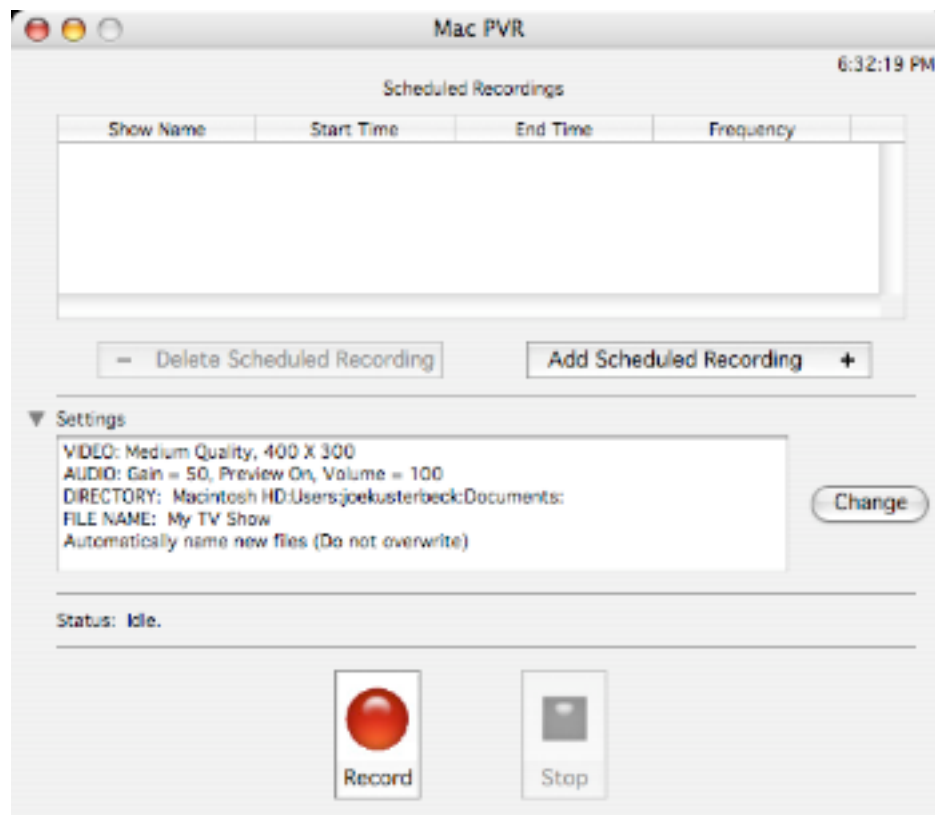 Mac PVR
6:32:19 PM
Scheduled Recordings
Show Name Start Time End Time Frequency
– Delete Scheduled Recording Add Scheduled Recording +
Settings
VIDEO: Medium Quality, 400 X 300
AUDIO: Gain = 50, Preview On, Volume = 100
DIRECTORY: Macintosh HD:Users:joekusterbeck:Documents:
FILE NAME: My TV Show
Automatically name new files (Do not overwrite)
Change
Status: Idle.
Record Stop